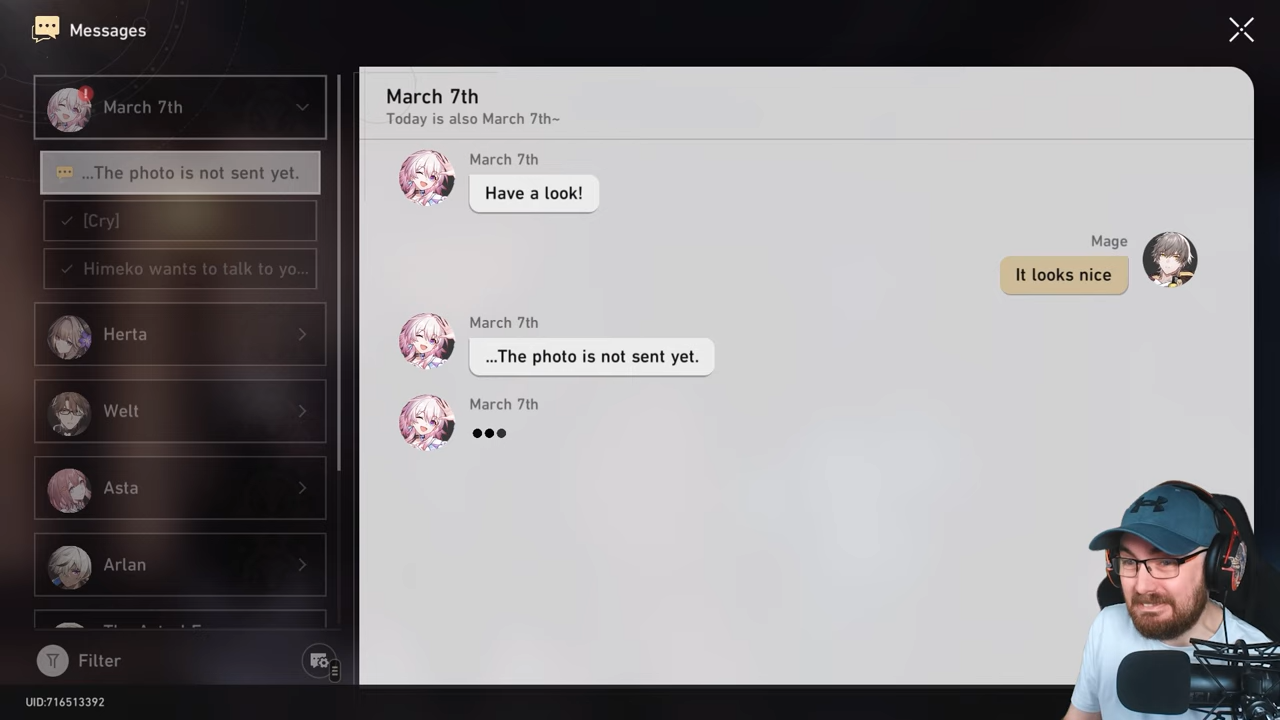 Messages
March 7th
...The photo is not sent yet.
[Cry]
Himeko wants to talk to yo...
Herta
Welt
Asta
Arlan
Filter
UID:716513392
March 7th
Today is also March 7th~
March 7th
Have a look!
Mage
It looks nice
March 7th
...The photo is not sent yet.
March 7th